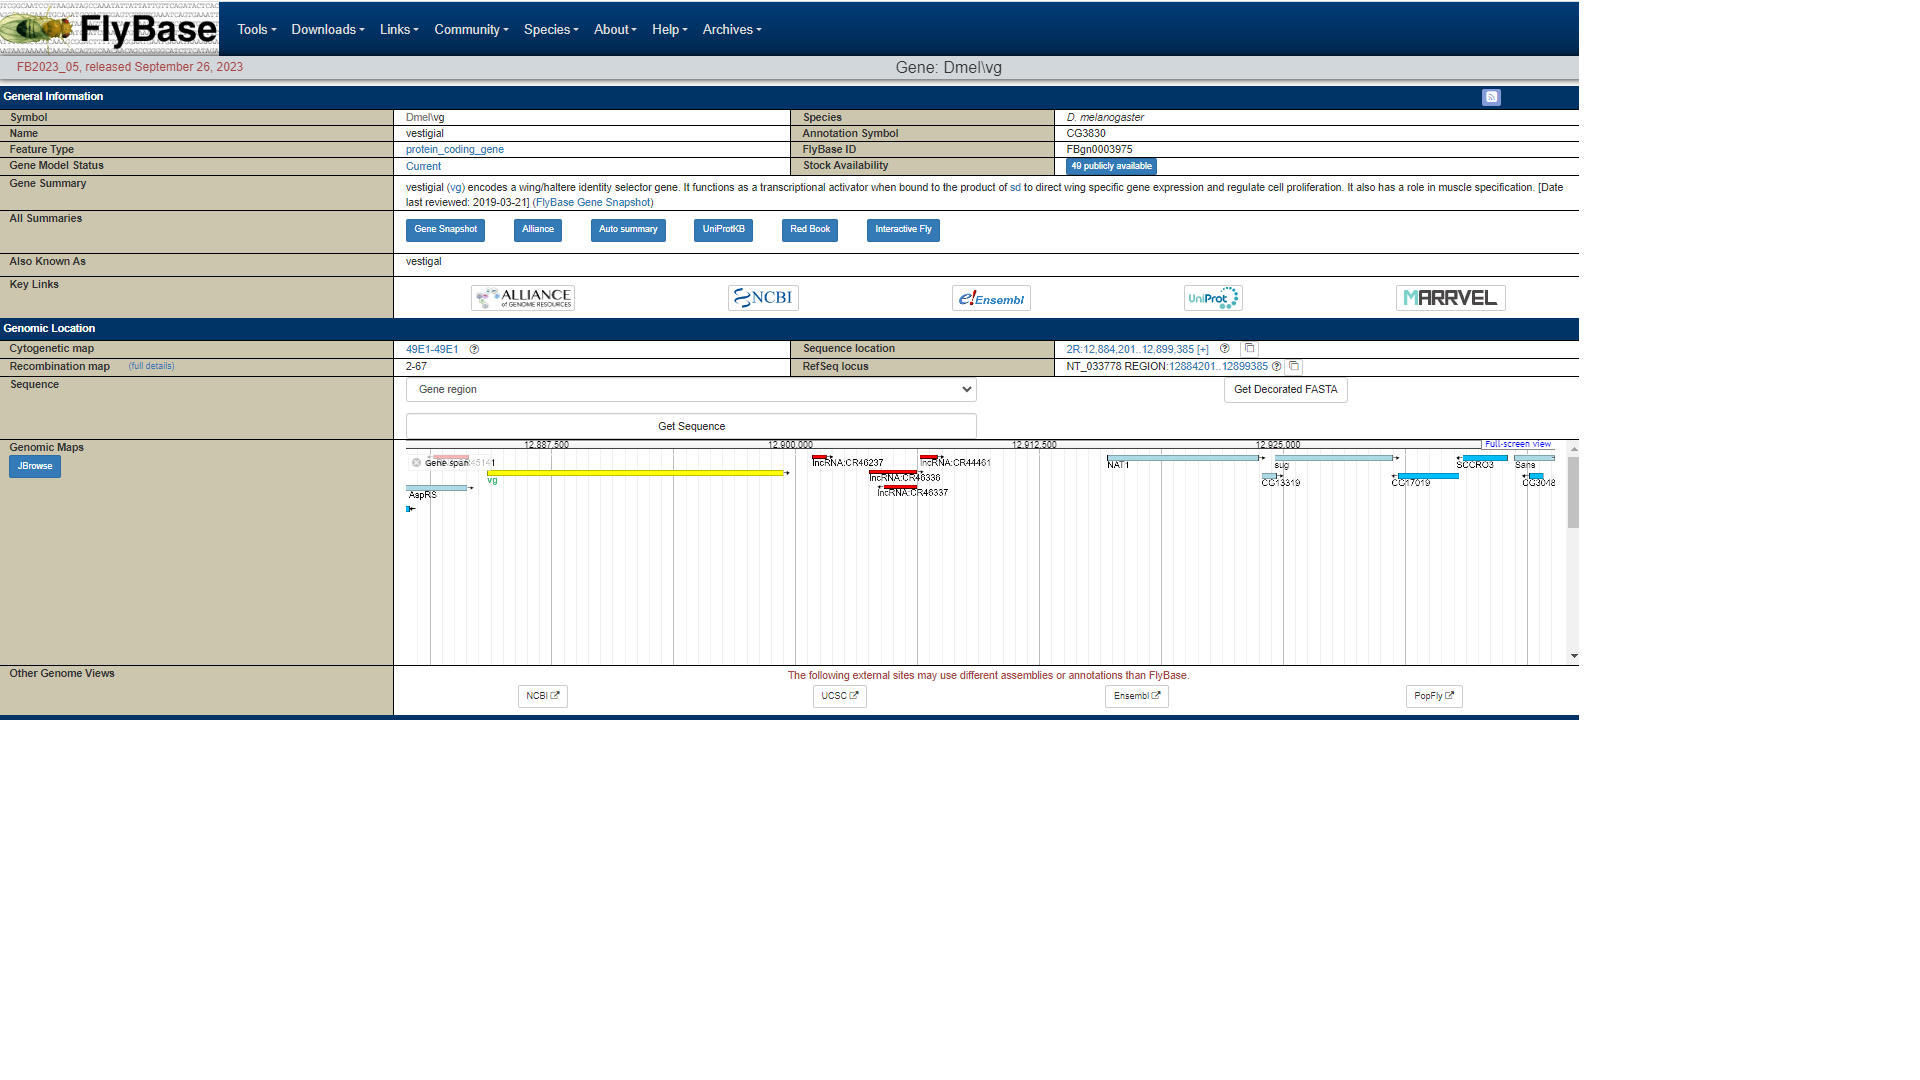 FlyBase
Tools Downloads Links Community Species About Help Archives
FB2023_05, released September 26, 2023
Gene: Dmel\vg
General Information
Symbol Dmel\vg Species D. melanogaster
Name vestigial Annotation Symbol CG3830
Feature Type protein_coding_gene FlyBase ID FBgn0003975
Gene Model Status Current Stock Availability 49 publicly available
Gene Summary vestigial (vg) encodes a wing/haltere identity selector gene. It functions as a transcriptional activator when bound to the product of sd to direct wing specific gene expression and regulate cell proliferation. It also has a role in muscle specification. [Date
last reviewed: 2019-03-21] (FlyBase Gene Snapshot)
All Summaries
Gene Snapshot Alliance Auto summary UniProtKB Red Book Interactive Fly
Also Known As vestigal
Key Links
ALLIANCE of GENOME RESOURCES NCBI e!Ensembl UniProt MARRVEL
Genomic Location
Cytogenetic map 49E1-49E1 Sequence location 2R:12,884,201..12,899,385 [+]
Recombination map (full details) 2-67 RefSeq locus NT_033778 REGION:12884201..12899385
Sequence Gene region Get Decorated FASTA
Get Sequence
Genomic Maps 12,887,500 12,900,000 12,912,500 12,925,000 Full-screen view
JBrowse
Gene span lncRNA:CR46237 lncRNA:CR44461 NAT1 sug SCCRO3 Sans
vg lncRNA:CR46336 CG13319 CG17019 CG3048
AspRS lncRNA:CR46337
Other Genome Views The following external sites may use different assemblies or annotations than FlyBase.
NCBI UCSC Ensembl PopFly